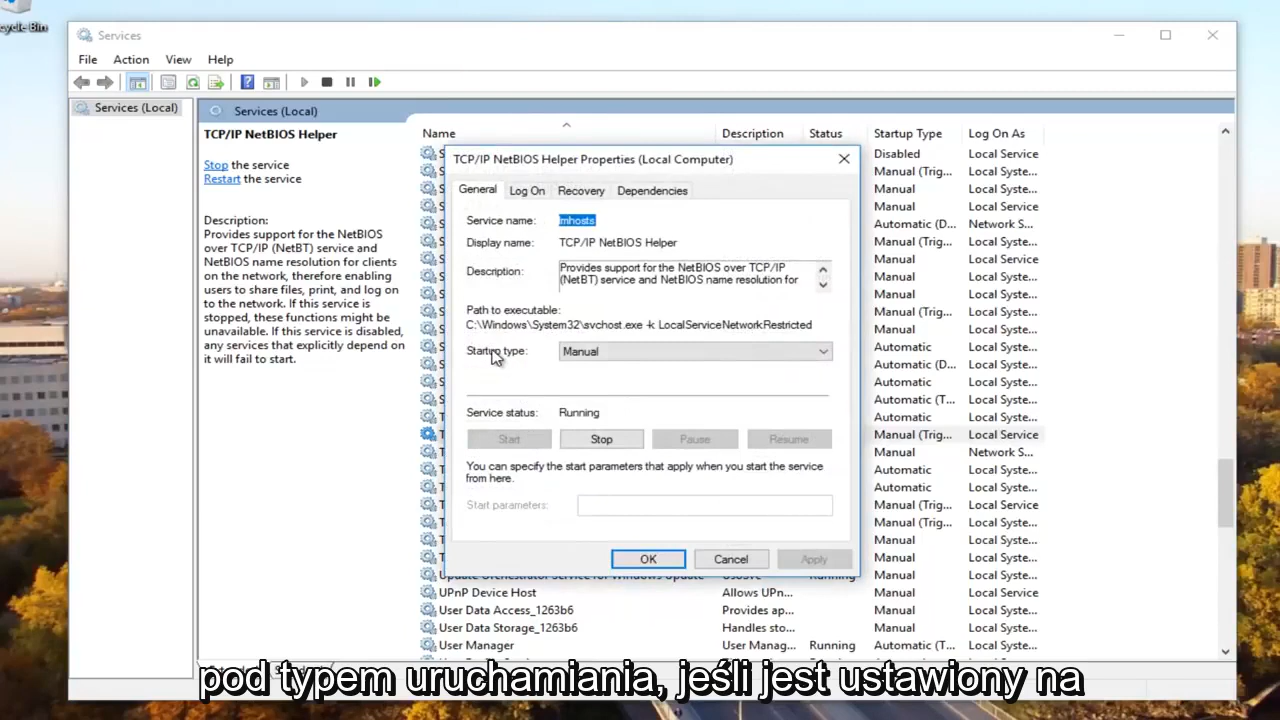 cycle Bin
Services
File Action View Help
Services (Local)
Services (Local)
TCP/IP NetBIOS Helper
Stop the service
Restart the service
Description:
Provides support for the NetBIOS
over TCP/IP (NetBT) service and
NetBIOS name resolution for clients
on the network, therefore enabling
users to share files, print, and log on
to the network. If this service is
stopped, these functions might be
unavailable. If this service is disabled,
any services that explicitly depend on
it will fail to start.
Name Description Status Startup Type Log On As
Disabled Local Service
Manual (Trig... Local Syste...
Manual Local Syste...
Manual Local Service
Automatic (D... Network S...
Manual (Trig... Local Syste...
Manual Local Syste...
Manual (Trig... Local Syste...
Manual Local Syste...
Manual (Trig... Local Syste...
Manual Local Syste...
Automatic Local Syste...
Automatic (D... Local Syste...
Automatic Local Syste...
Automatic (T... Local Syste...
Automatic Local Syste...
Manual (Trig... Local Service
Manual Network S...
Automatic Local Syste...
Automatic Local Syste...
Manual (Trig... Local Service
Manual (Trig... Local Syste...
Manual Local Syste...
Manual Local Syste...
Update Orchestrator Service for Windows Update UsoSvc Running Manual Local Syste...
UPnP Device Host Allows UPn... Manual Local Service
User Data Access_1263b6 Provides ap... Manual Local Syste...
User Data Storage_1263b6 Handles sto... Manual Local Syste...
User Manager User Manag... Running Automatic (T... Local Syste...
TCP/IP NetBIOS Helper Properties (Local Computer)
General Log On Recovery Dependencies
Service name: lmhosts
Display name: TCP/IP NetBIOS Helper
Description: Provides support for the NetBIOS over TCP/IP
(NetBT) service and NetBIOS name resolution for
Path to executable:
C:\Windows\System32\svchost.exe -k LocalServiceNetworkRestricted
Startup type: Manual
Service status: Running
Start Stop Pause Resume
You can specify the start parameters that apply when you start the service
from here.
Start parameters:
OK Cancel Apply
pod typem uruchamiania, jeśli jest ustawiony na